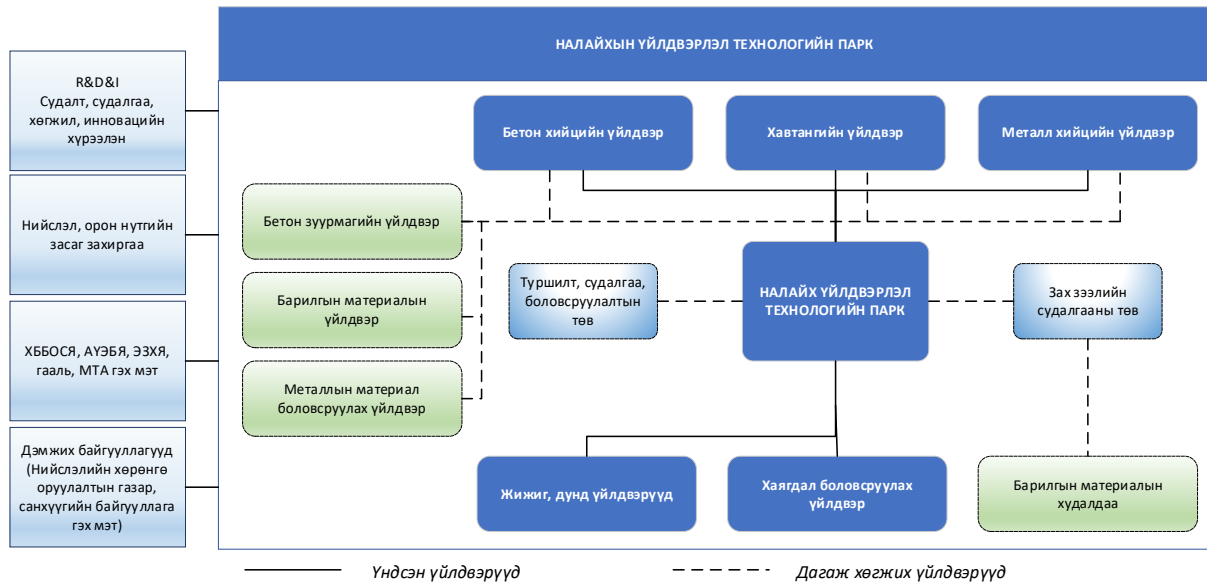 НАЛАЙХЫН ҮЙЛДВЭРЛЭЛ ТЕХНОЛОГИЙН ПАРК
R&D&I
Судалт, судалгаа,
хөгжил, инновацийн
хүрээлэн
Нийслэл, орон нутгийн
засаг захиргаа
ХББОСЯ, АҮЭБЯ, ЭЗХЯ,
гааль, МТА гэх мэт
Дэмжих байгууллагууд
(Нийслэлийн хөрөнгө
оруулалтын газар,
санхүүгийн байгууллага
гэх мэт)
Бетон хийцийн үйлдвэр
Хавтангийн үйлдвэр
Металл хийцийн үйлдвэр
Бетон зуурмагийн үйлдвэр
Барилгын материалын
үйлдвэр
Металлын материал
боловсруулах үйлдвэр
Туршилт, судалгаа,
боловсруулалтын
төв
НАЛАЙХ ҮЙЛДВЭРЛЭЛ
ТЕХНОЛОГИЙН ПАРК
Зах зээлийн
судалгааны төв
Жижиг, дунд үйлдвэрүүд
Хаягдал боловсруулах
үйлдвэр
Барилгын материалын
худалдаа
Үндсэн үйлдвэрүүд
Дагаж хөгжих үйлдвэрүүд